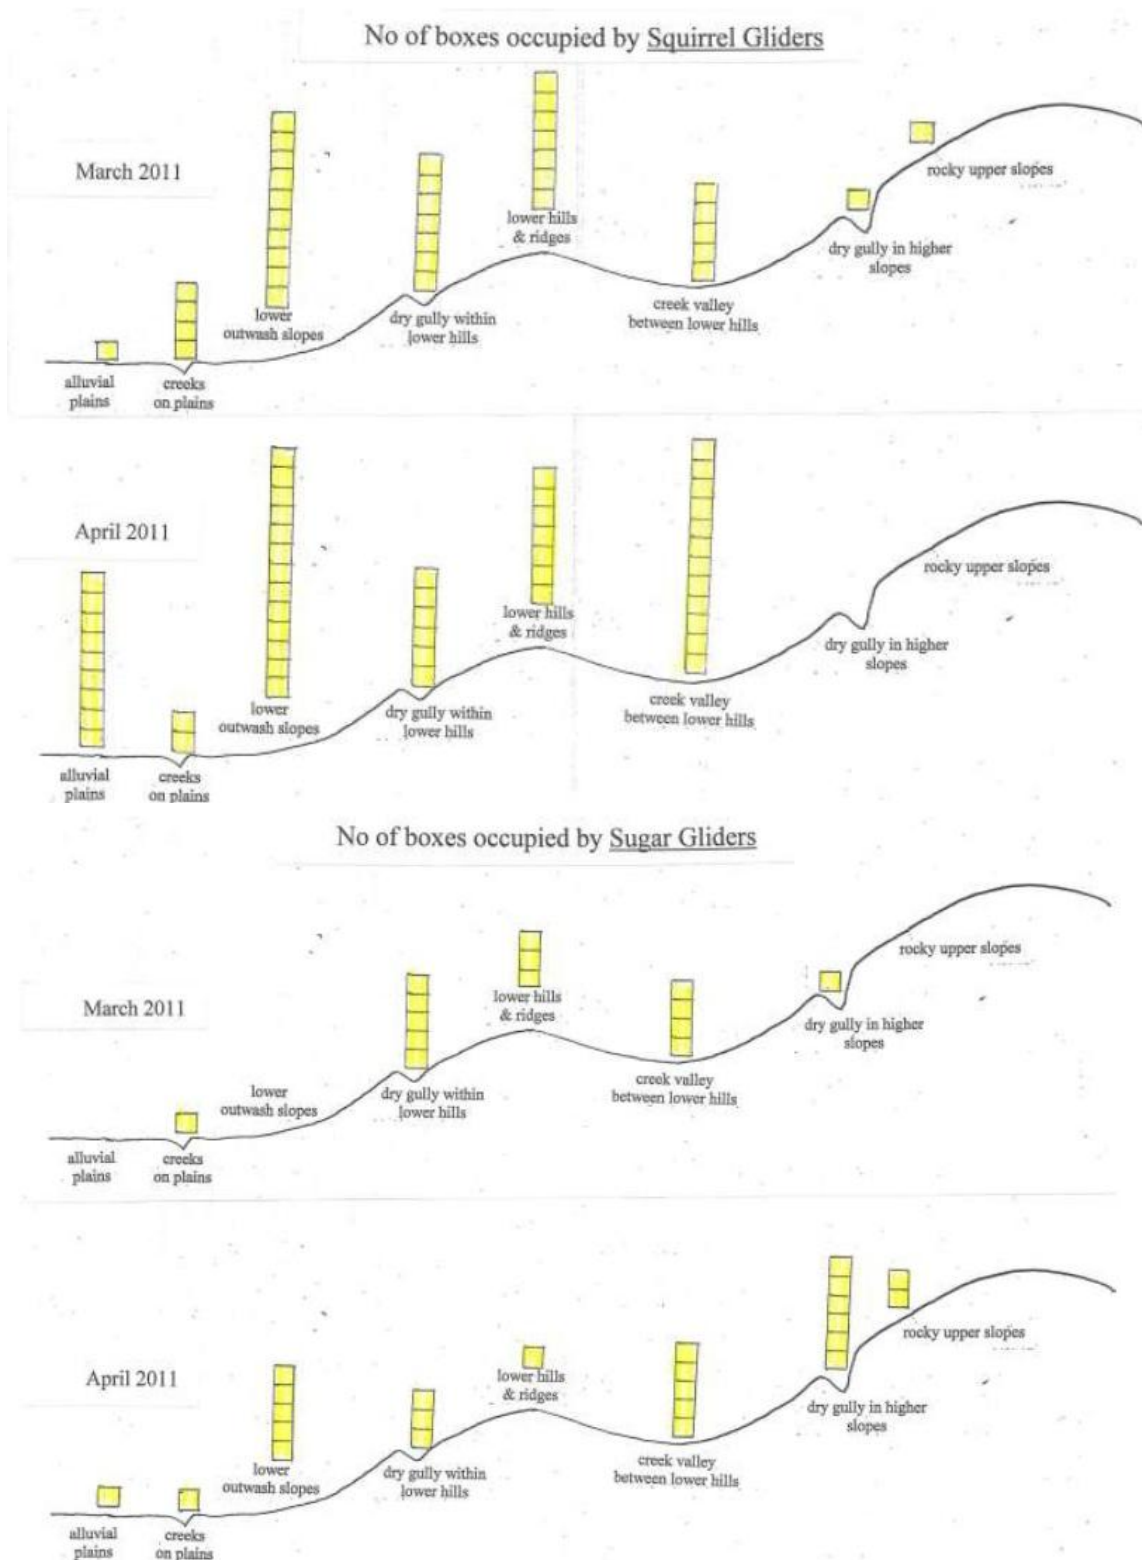 No of boxes occupied by Squirrel Gliders
March 2011
rocky upper slopes
lower hills
& ridges
dry gully in higher
slopes
creek valley
between lower hills
lower
outwash slopes
dry gully within
lower hills
alluvial
plains
creeks
on plains
April 2011
rocky upper slopes
lower hills
& ridges
dry gully in higher
slopes
creek valley
between lower hills
lower
outwash slopes
dry gully within
lower hills
alluvial
plains
creeks
on plains
No of boxes occupied by Sugar Gliders
March 2011
rocky upper slopes
lower hills
& ridges
dry gully in higher
slopes
creek valley
between lower hills
lower
outwash slopes
dry gully within
lower hills
alluvial
plains
creeks
on plains
April 2011
rocky upper slopes
lower hills
& ridges
dry gully in higher
slopes
creek valley
between lower hills
lower
outwash slopes
dry gully within
lower hills
alluvial
plains
creeks
on plains